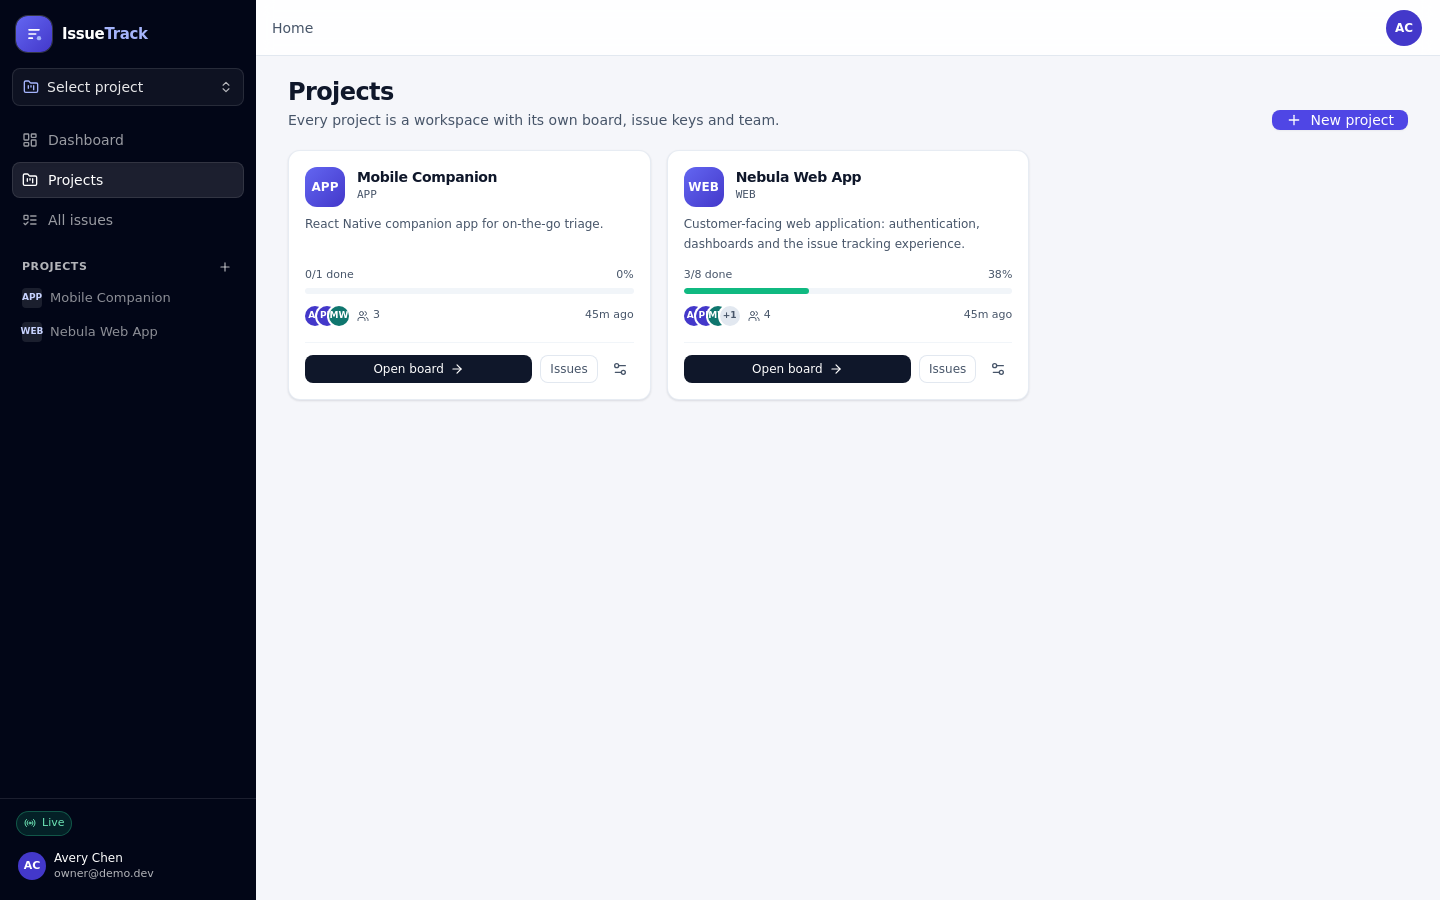 IssueTrack
Select project
Dashboard
Projects
All issues
PROJECTS
APP Mobile Companion
WEB Nebula Web App
Live
AC
Avery Chen
owner@demo.dev
Home
AC
Projects
Every project is a workspace with its own board, issue keys and team.
New project
APP
Mobile Companion
APP
React Native companion app for on-the-go triage.
0/1 done 0%
MW 3 45m ago
Open board Issues
WEB
Nebula Web App
WEB
Customer-facing web application: authentication,
dashboards and the issue tracking experience.
3/8 done 38%
+1 4 45m ago
Open board Issues